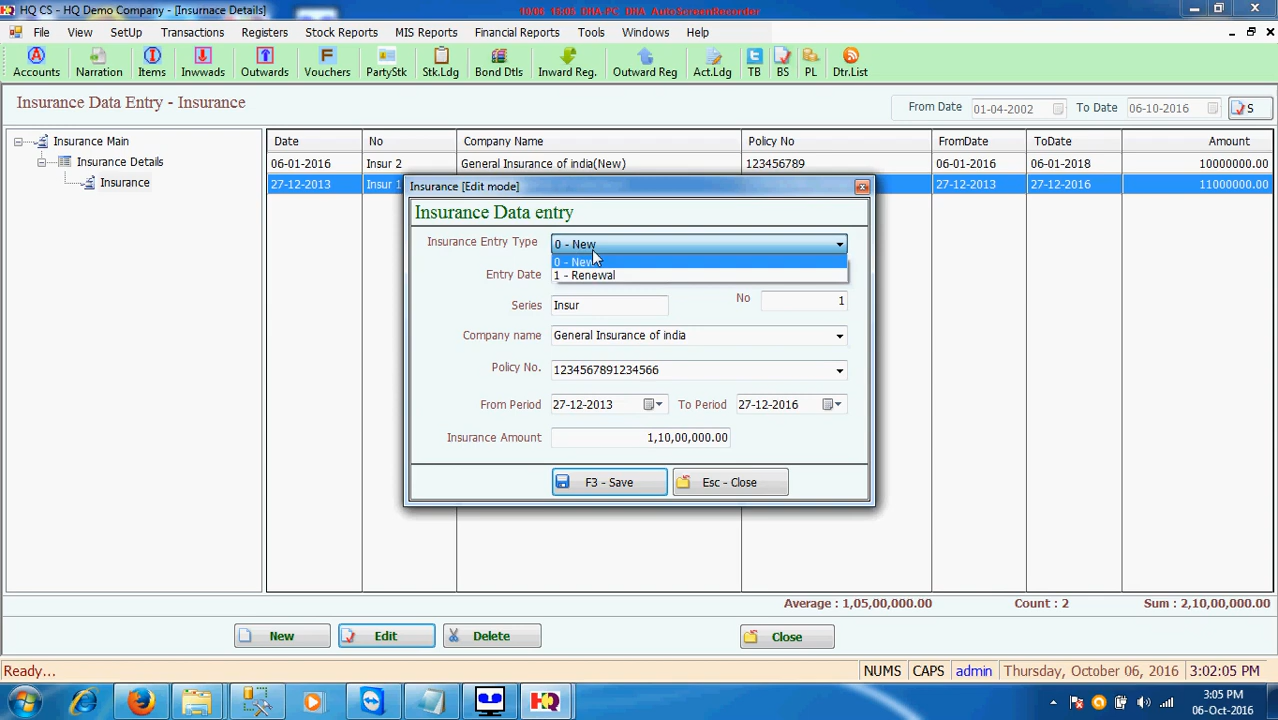 HQ CS - HQ Demo Company - [Insurnace Details]
10/06 15:05 DHA-PC DHA AutoScreenRecorder
File View SetUp Transactions Registers Stock Reports MIS Reports Financial Reports Tools Windows Help
Accounts Narration Items Inwwads Outwards Vouchers PartyStk Stk.Ldg Bond Dtls Inward Reg. Outward Reg Act.Ldg TB BS PL Dtr.List
Insurance Data Entry - Insurance
From Date 01-04-2002 To Date 06-10-2016 S
Insurance Main
Insurance Details
Insurance
Date No Company Name Policy No FromDate ToDate Amount
06-01-2016 Insur 2 General Insurance of india(New) 123456789 06-01-2016 06-01-2018 10000000.00
27-12-2013 Insur 1 27-12-2013 27-12-2016 11000000.00
Insurance [Edit mode]
Insurance Data entry
Insurance Entry Type 0 - New
0 - New
1 - Renewal
Entry Date
Series Insur No 1
Company name General Insurance of india
Policy No. 1234567891234566
From Period 27-12-2013 To Period 27-12-2016
Insurance Amount 1,10,00,000.00
F3 - Save Esc - Close
Average : 1,05,00,000.00 Count : 2 Sum : 2,10,00,000.00
New Edit Delete Close
Ready... NUMS CAPS admin Thursday, October 06, 2016 3:02:05 PM
3:05 PM
06-Oct-2016